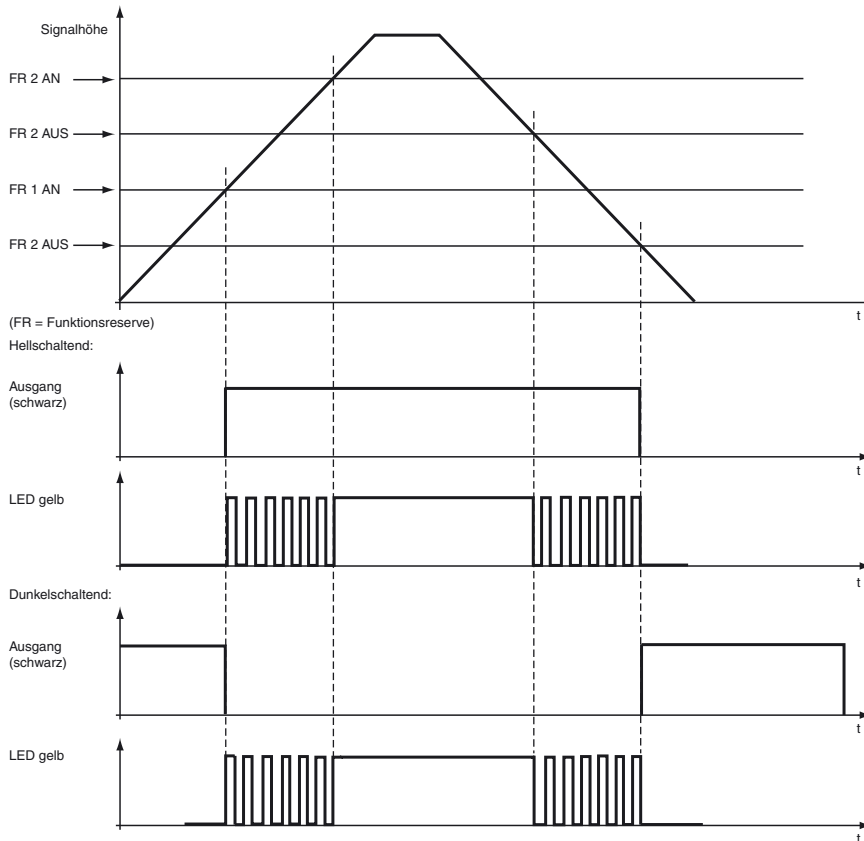 Signalhöhe
FR 2 AN
FR 2 AUS
FR 1 AN
FR 2 AUS
t
(FR = Funktionsreserve)
Hellschaltend:
Ausgang
(schwarz)
t
LED gelb
t
Dunkelschaltend:
Ausgang
(schwarz)
t
LED gelb
t